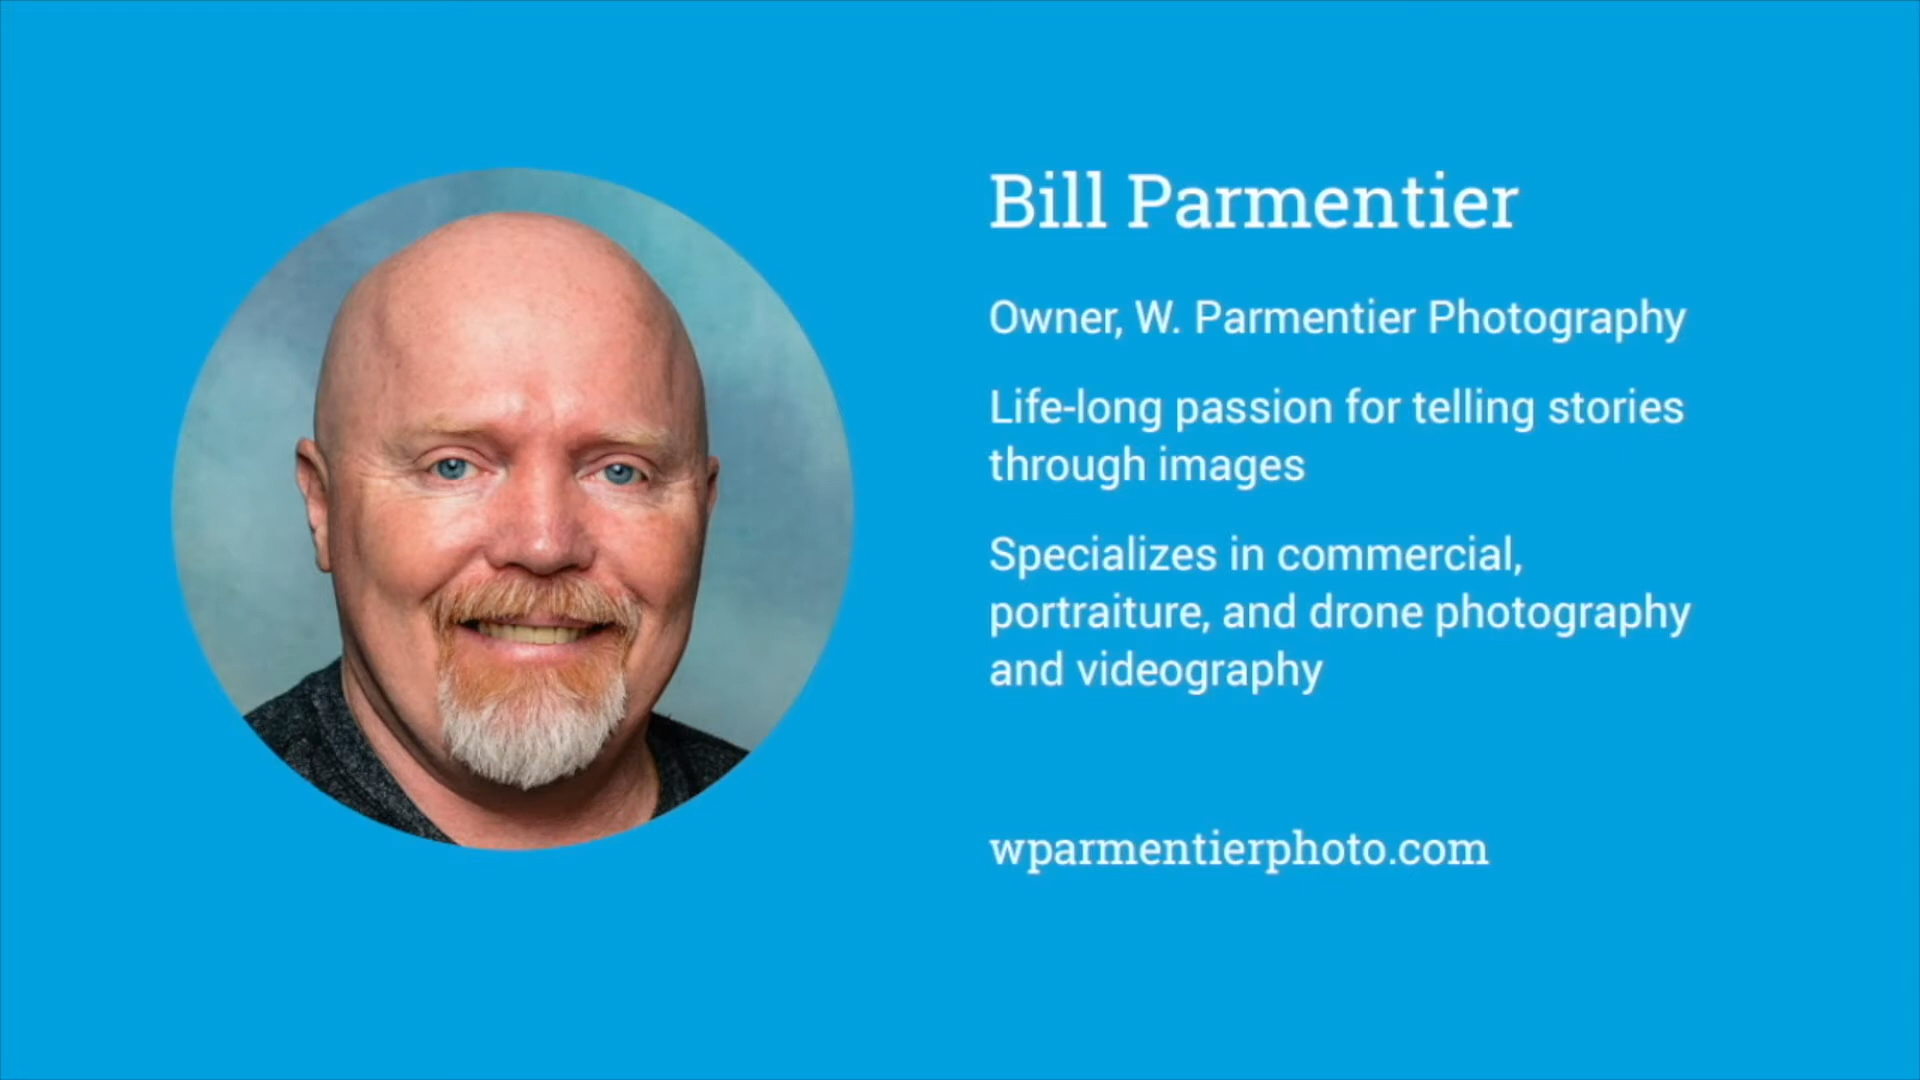 Bill Parmentier
Owner, W. Parmentier Photography
Life-long passion for telling stories
through images
Specializes in commercial,
portraiture, and drone photography
and videography
wparmentierphoto.com